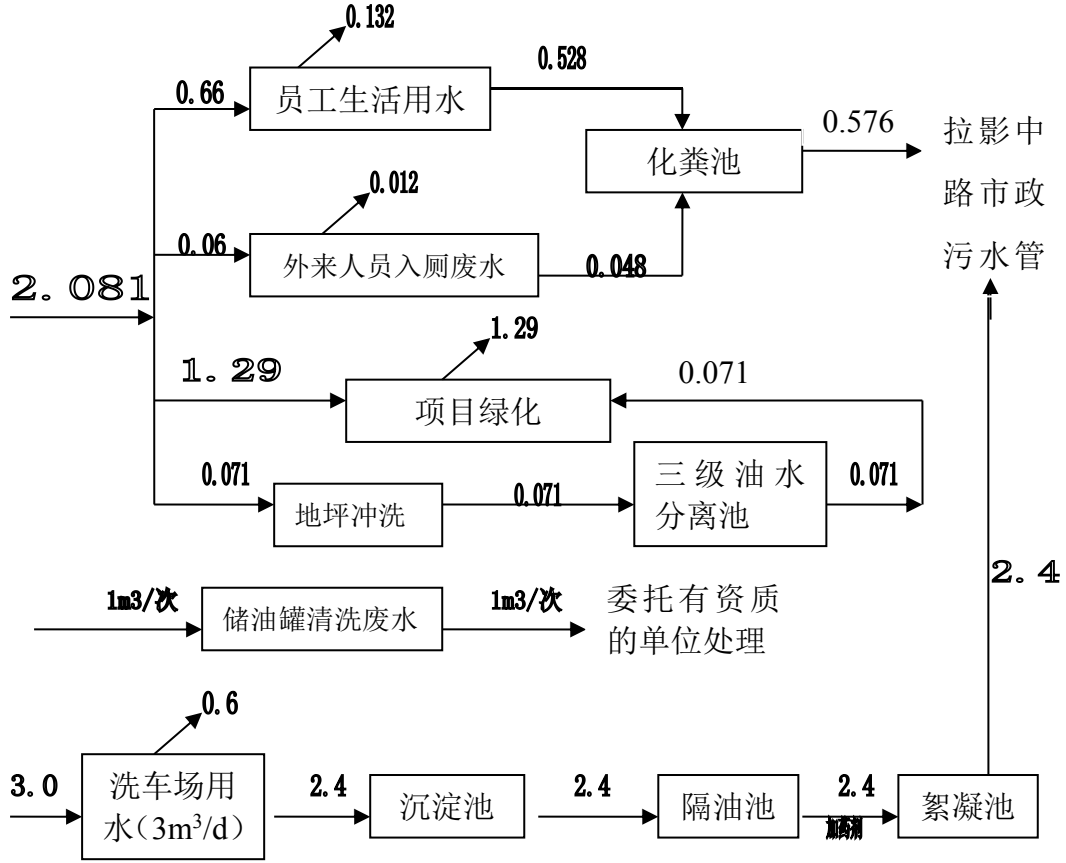 0.132
0.66
员工生活用水
0.528
0.576
化粪池
拉影中
路市政
污水管
0.012
0.06
外来人员入厕废水
0.048
2.081
1.29
1.29
项目绿化
0.071
0.071
地坪冲洗
0.071
三级油水
分离池
0.071
1m3/次
储油罐清洗废水
1m3/次
委托有资质
的单位处理
2.4
0.6
3.0
洗车场用
水（3m³/d）
2.4
沉淀池
2.4
隔油池
2.4
加药剂
絮凝池